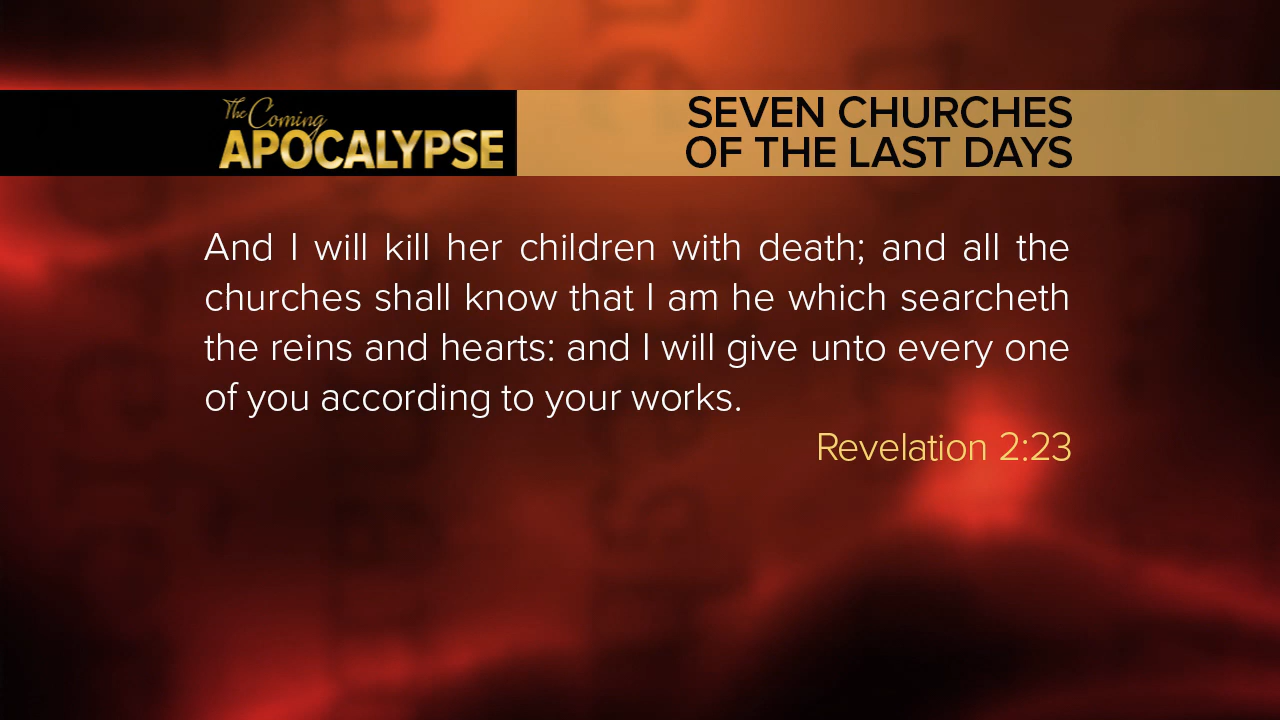 The Coming
APOCALYPSE
SEVEN CHURCHES
OF THE LAST DAYS
And I will kill her children with death; and all the
churches shall know that I am he which searcheth
the reins and hearts: and I will give unto every one
of you according to your works.
Revelation 2:23